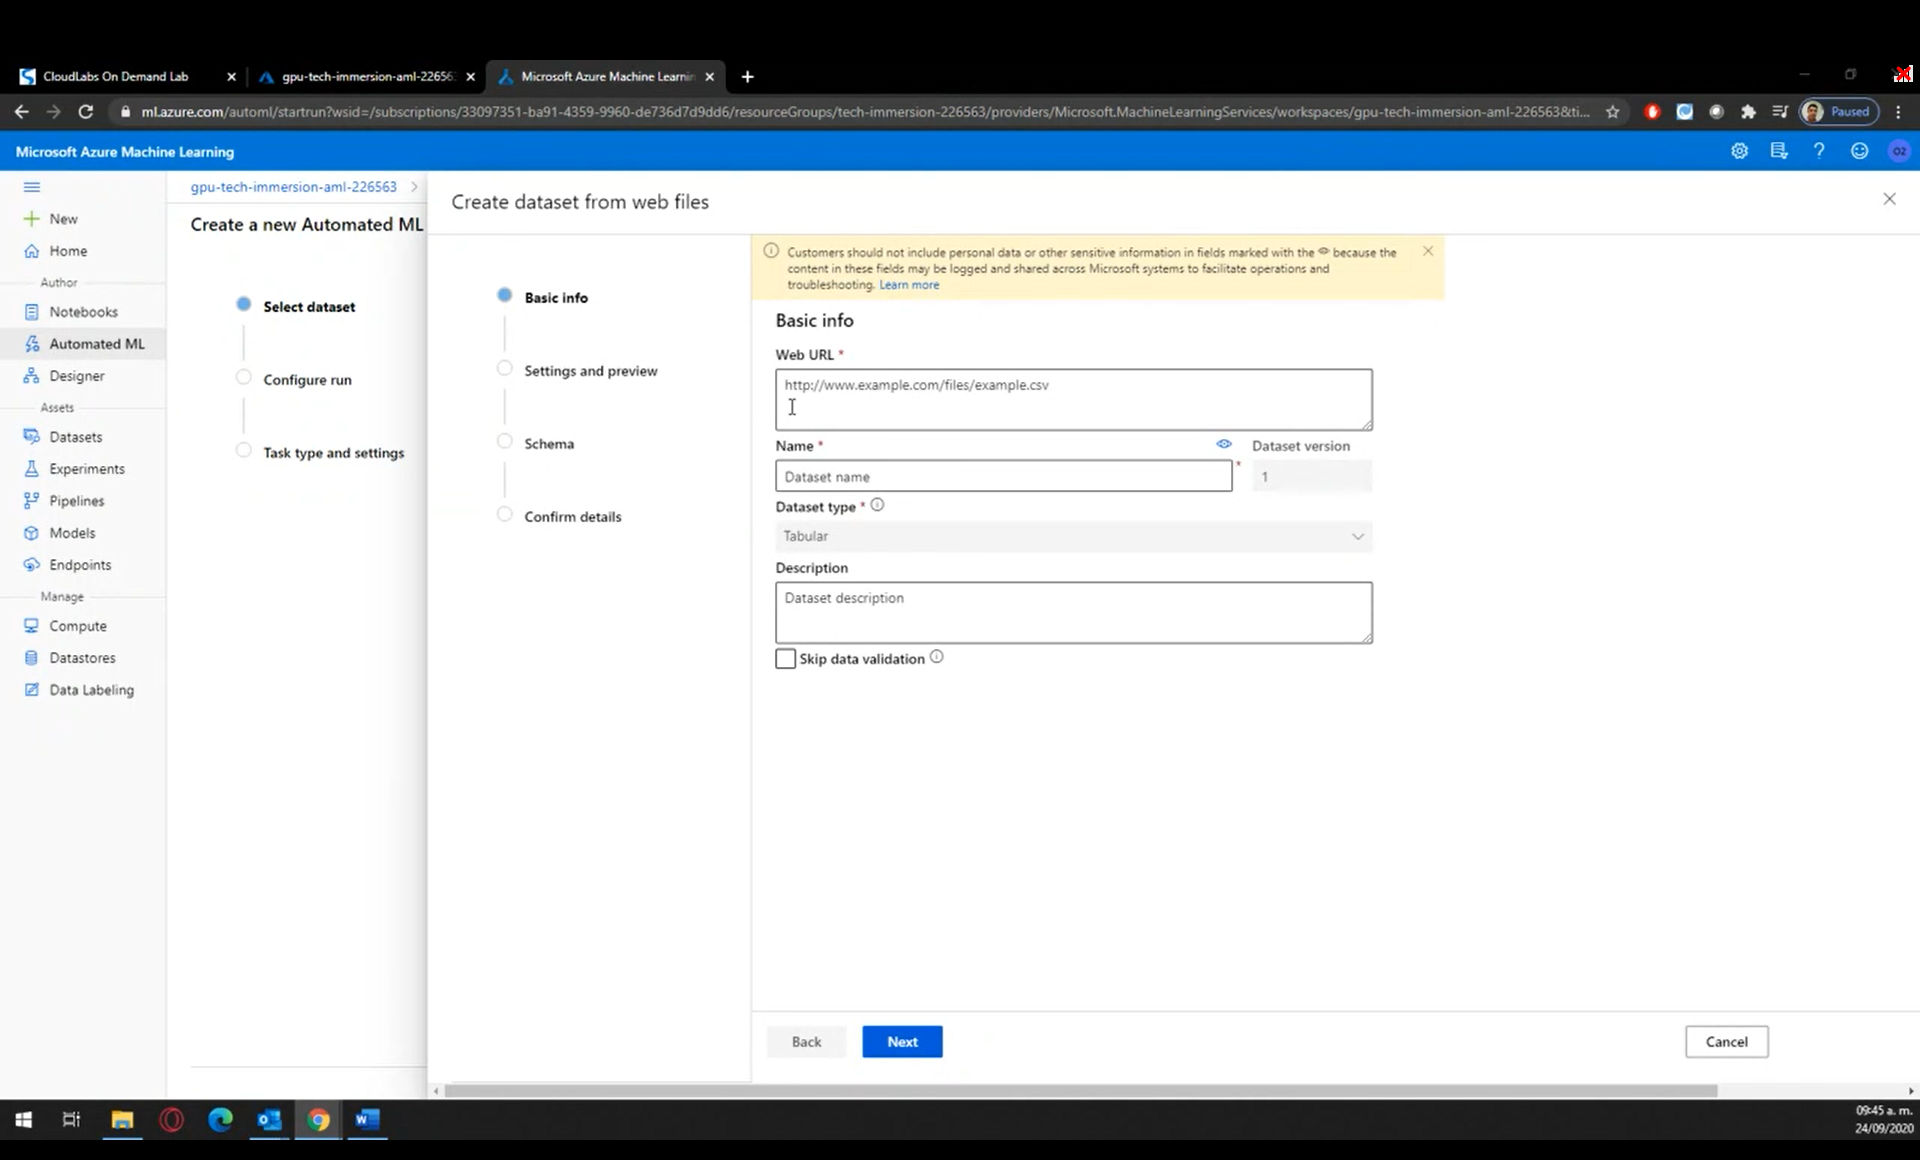 CloudLabs On Demand Lab
gpu-tech-immersion-aml-22656
Microsoft Azure Machine Learnin
ml.azure.com/automl/startrun?wsid=/subscriptions/33097351-ba91-4359-9960-de736d7d9dd6/resourceGroups/tech-immersion-226563/providers/Microsoft.MachineLearningServices/workspaces/gpu-tech-immersion-aml-226563&ti...
Paused
Microsoft Azure Machine Learning
OZ
New
Home
Author
Notebooks
Automated ML
Designer
Assets
Datasets
Experiments
Pipelines
Models
Endpoints
Manage
Compute
Datastores
Data Labeling
gpu-tech-immersion-aml-226563
Create a new Automated ML
Select dataset
Configure run
Task type and settings
Create dataset from web files
Basic info
Settings and preview
Schema
Confirm details
Customers should not include personal data or other sensitive information in fields marked with the because the
content in these fields may be logged and shared across Microsoft systems to facilitate operations and
troubleshooting. Learn more
Basic info
Web URL *
http://www.example.com/files/example.csv
Name *
Dataset version
Dataset name *
1
Dataset type *
Tabular
Description
Dataset description
Skip data validation
Back
Next
Cancel
09:45 a. m.
24/09/2020